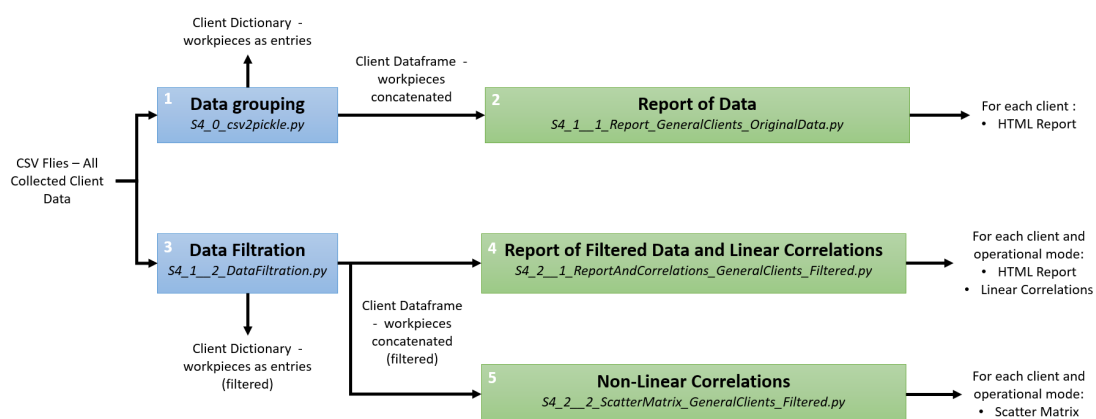 Client Dictionary -
workpieces as entries
Client Dataframe -
workpieces
concatenated
1
Data grouping
S4_0_csv2pickle.py
2
Report of Data
S4_1__1_Report_GeneralClients_OriginalData.py
For each client :
• HTML Report
CSV Flies – All
Collected Client
Data
3
Data Filtration
S4_1__2_DataFiltration.py
4
Report of Filtered Data and Linear Correlations
S4_2__1_ReportAndCorrelations_GeneralClients_Filtered.py
For each client and
operational mode:
• HTML Report
• Linear Correlations
Client Dataframe
- workpieces
concatenated
(filtered)
Client Dictionary -
workpieces as entries
(filtered)
5
Non-Linear Correlations
S4_2__2_ScatterMatrix_GeneralClients_Filtered.py
For each client and
operational mode:
• Scatter Matrix